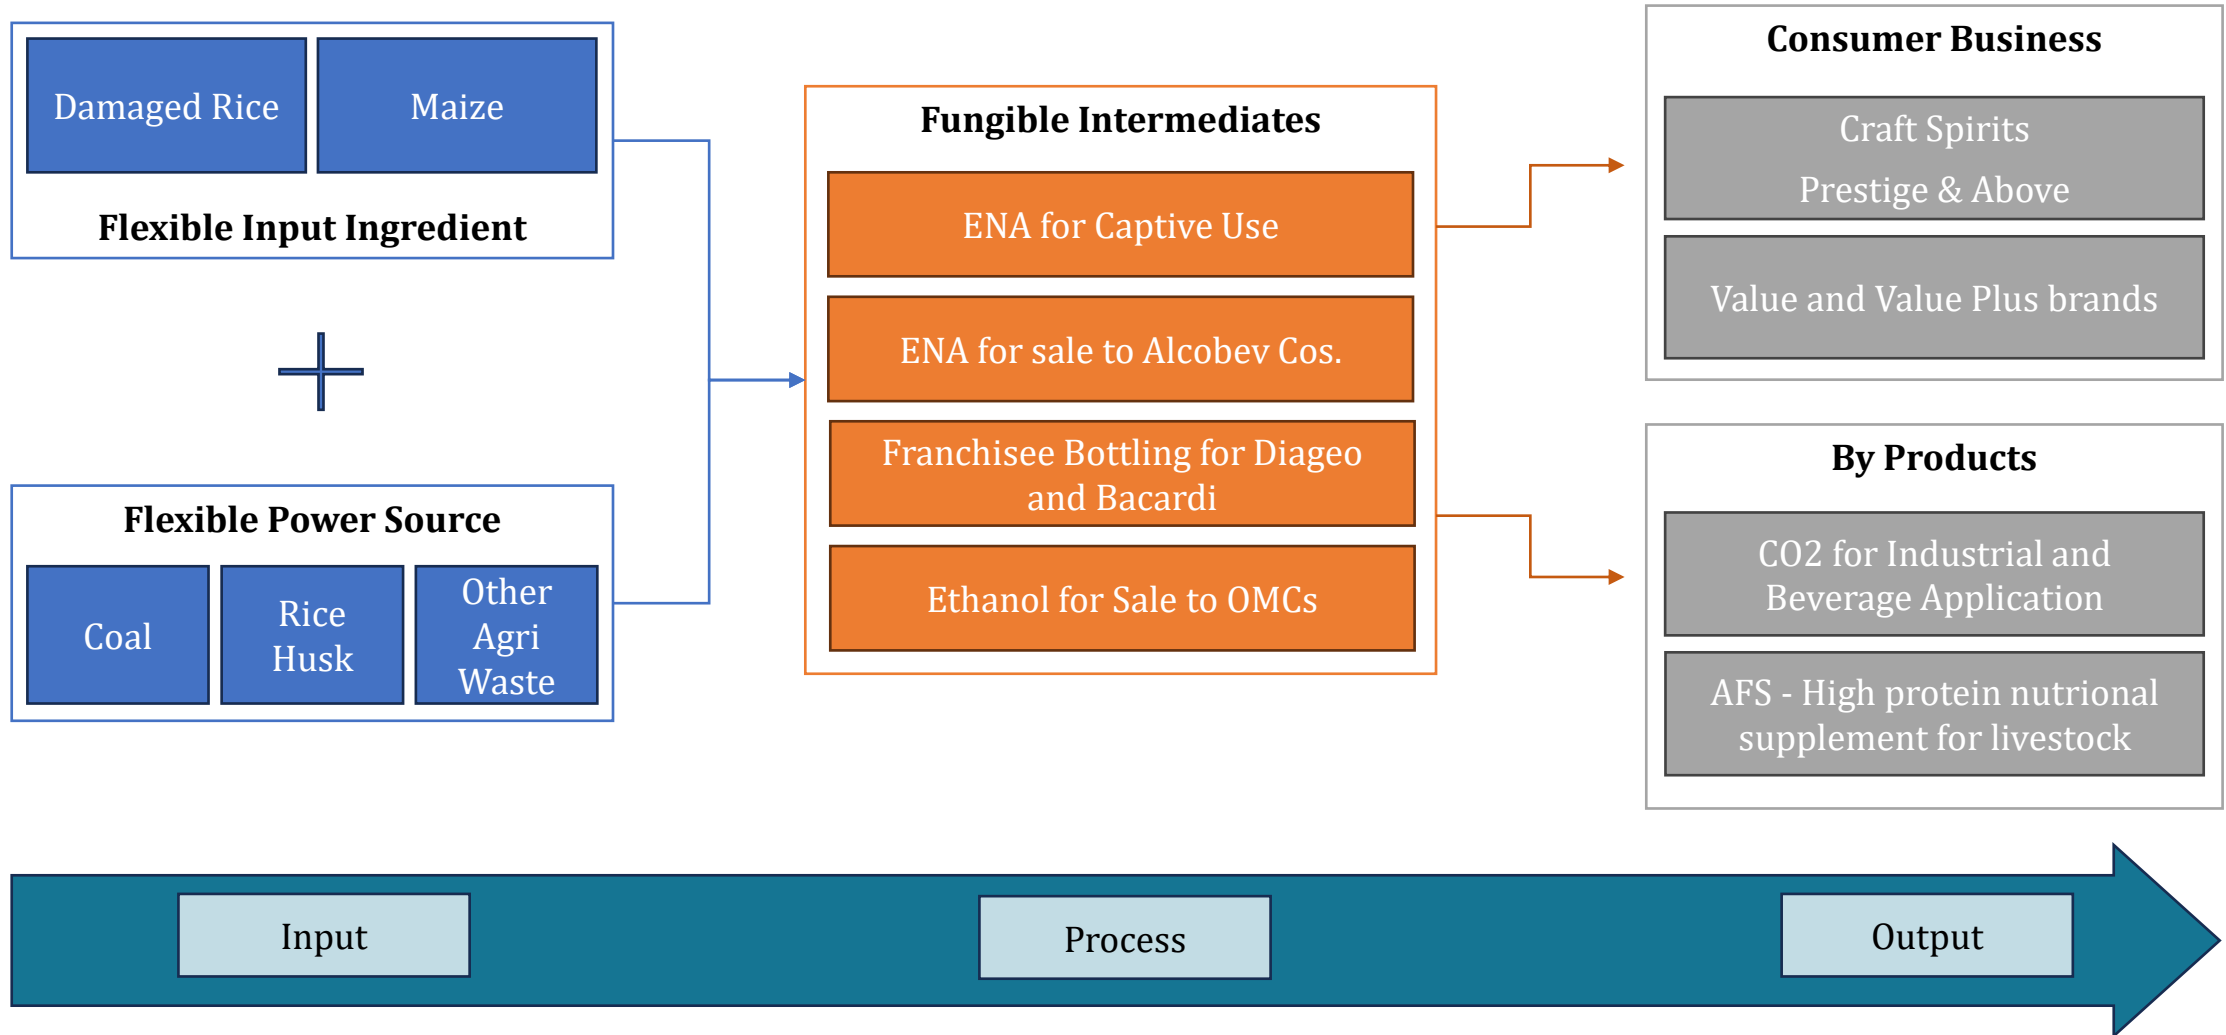 Damaged Rice
Maize
Flexible Input Ingredient
Flexible Power Source
Coal
Rice
Husk
Other
Agri
Waste
Fungible Intermediates
ENA for Captive Use
ENA for sale to Alcobev Cos.
Franchisee Bottling for Diageo
and Bacardi
Ethanol for Sale to OMCs
Consumer Business
Craft Spirits
Prestige & Above
Value and Value Plus brands
By Products
CO2 for Industrial and
Beverage Application
AFS - High protein nutrional
supplement for livestock
Input
Process
Output